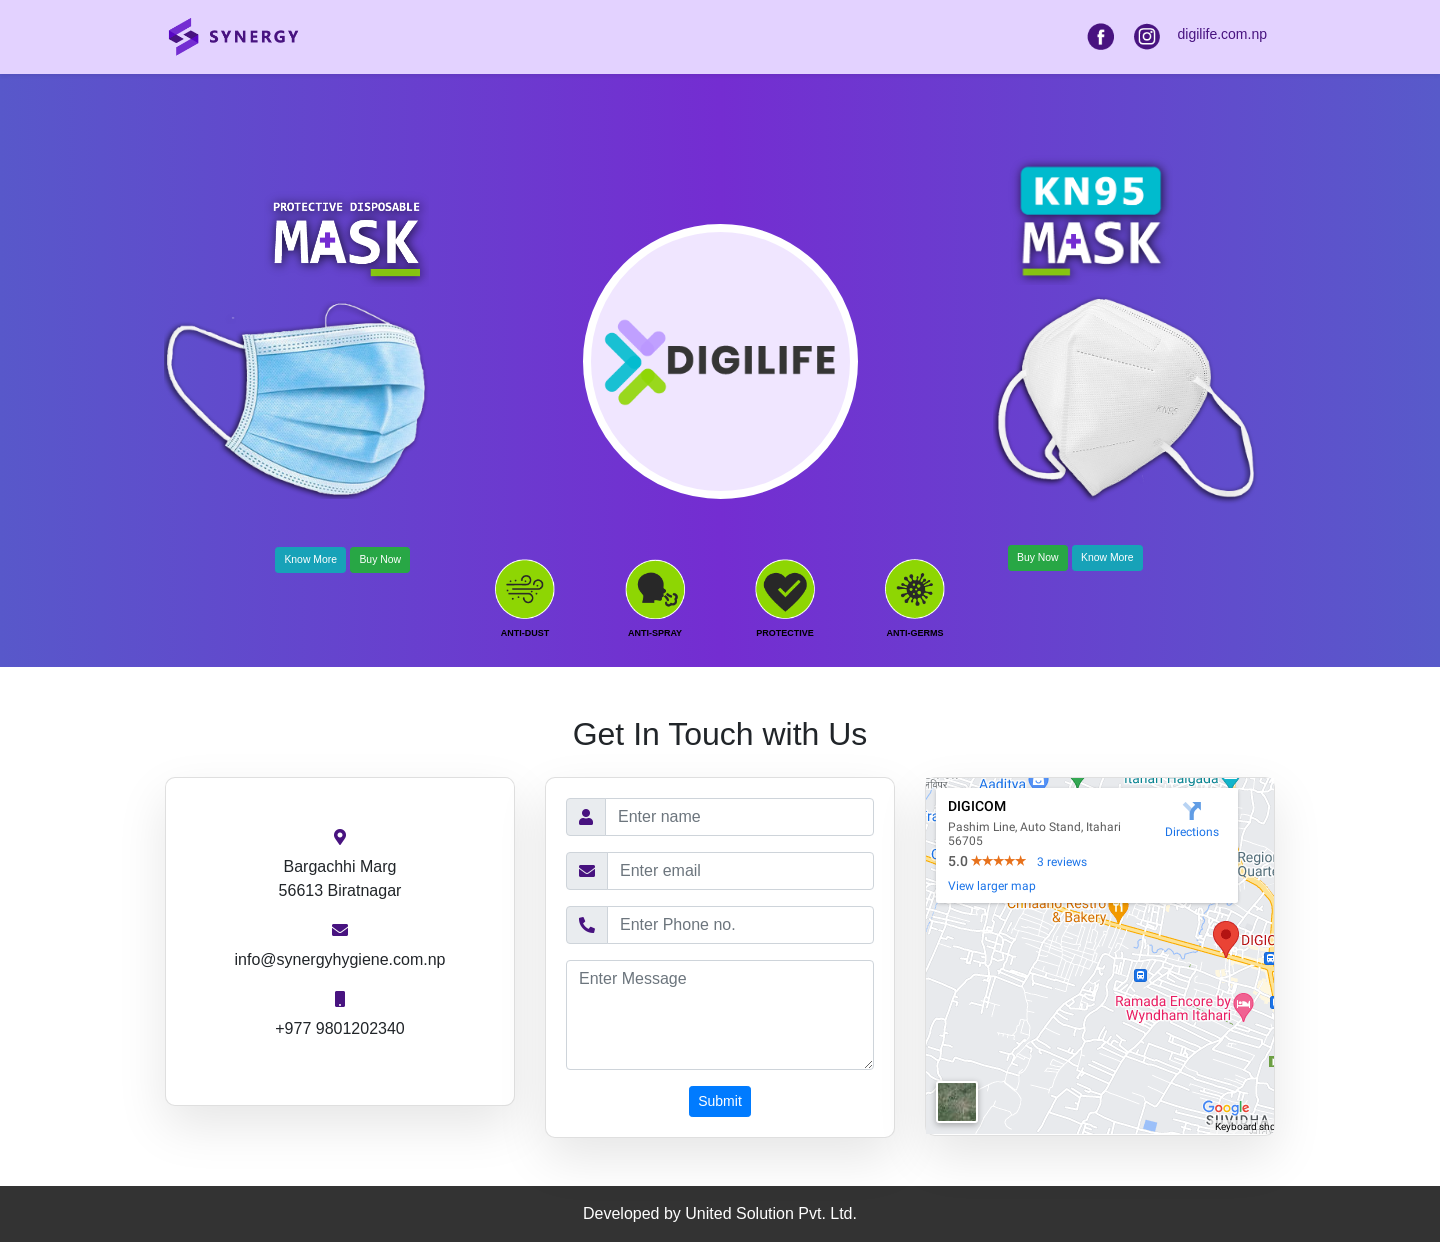 SYNERGY
digilife.com.np
PROTECTIVE DISPOSABLE
MASK
KN95
MASK
DIGILIFE
KN95
Know More
Buy Now
Buy Now
Know More
ANTI-DUST
ANTI-SPRAY
PROTECTIVE
ANTI-GERMS
Get In Touch with Us
Bargachhi Marg
56613 Biratnagar
info@synergyhygiene.com.np
+977 9801202340
Enter name
Enter email
Enter Phone no.
Enter Message
Submit
Aaditya
Itahari Halgada
DIGICOM
Pashim Line, Auto Stand, Itahari
56705
Directions
5.0
3 reviews
View larger map
& Bakery
DIGIC
Ramada Encore by
Wyndham Itahari
Google
Keyboard sho
Developed by United Solution Pvt. Ltd.